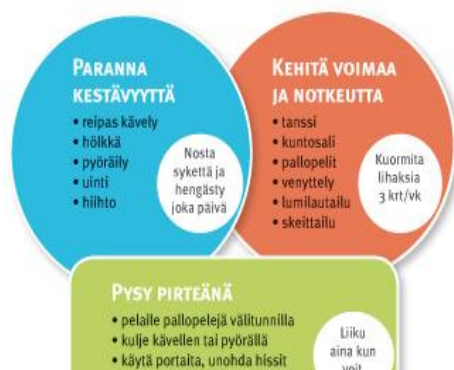 PARANNA
KESTÄVYYTTÄ
• reipas kävely
• hölkkä
• pyöräily
• uinti
• hiihto
Nosta
sykettä ja
hengästy
joka päivä
KEHITÄ VOIMAA
JA NOTKEUTTA
• tanssi
• kuntosali
• pallopelit
• venyttely
• lumilautailu
• skeittailu
Kuormita
lihaksia
3 krt/vk
PYSY PIRTEÄNÄ
• pelaile pallopelejä välitunnilla
• kulje kävellen tai pyörällä
• käytä portaita, unohda hissit
Liiku
aina kun
voit